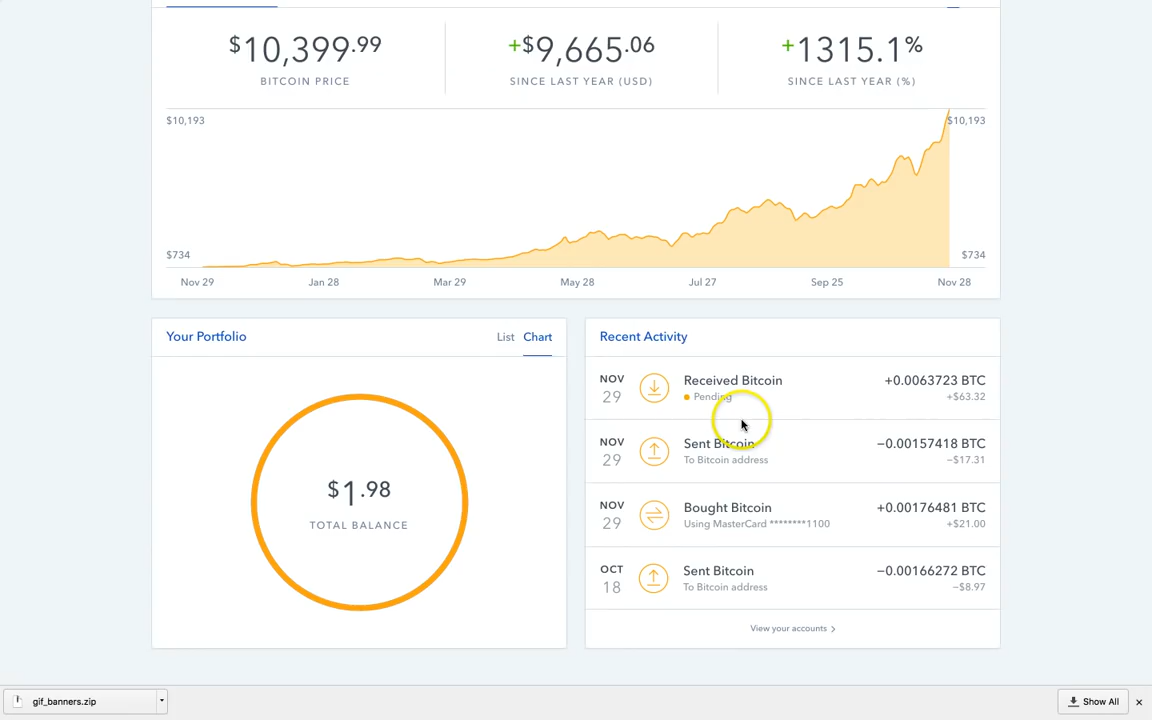 $10,399.99
BITCOIN PRICE
+$9,665.06
SINCE LAST YEAR (USD)
+1315.1%
SINCE LAST YEAR (%)
$10,193
$10,193
$734
$734
Nov 29 Jan 28 Mar 29 May 28 Jul 27 Sep 25 Nov 28
Your Portfolio
List Chart
$1.98
TOTAL BALANCE
Recent Activity
NOV 29
Received Bitcoin
Pending
+0.0063723 BTC
+$63.32
NOV 29
Sent Bitcoin
To Bitcoin address
−0.00157418 BTC
−$17.31
NOV 29
Bought Bitcoin
Using MasterCard ********1100
+0.00176481 BTC
+$21.00
OCT 18
Sent Bitcoin
To Bitcoin address
−0.00166272 BTC
−$8.97
View your accounts >
gif_banners.zip
Show All